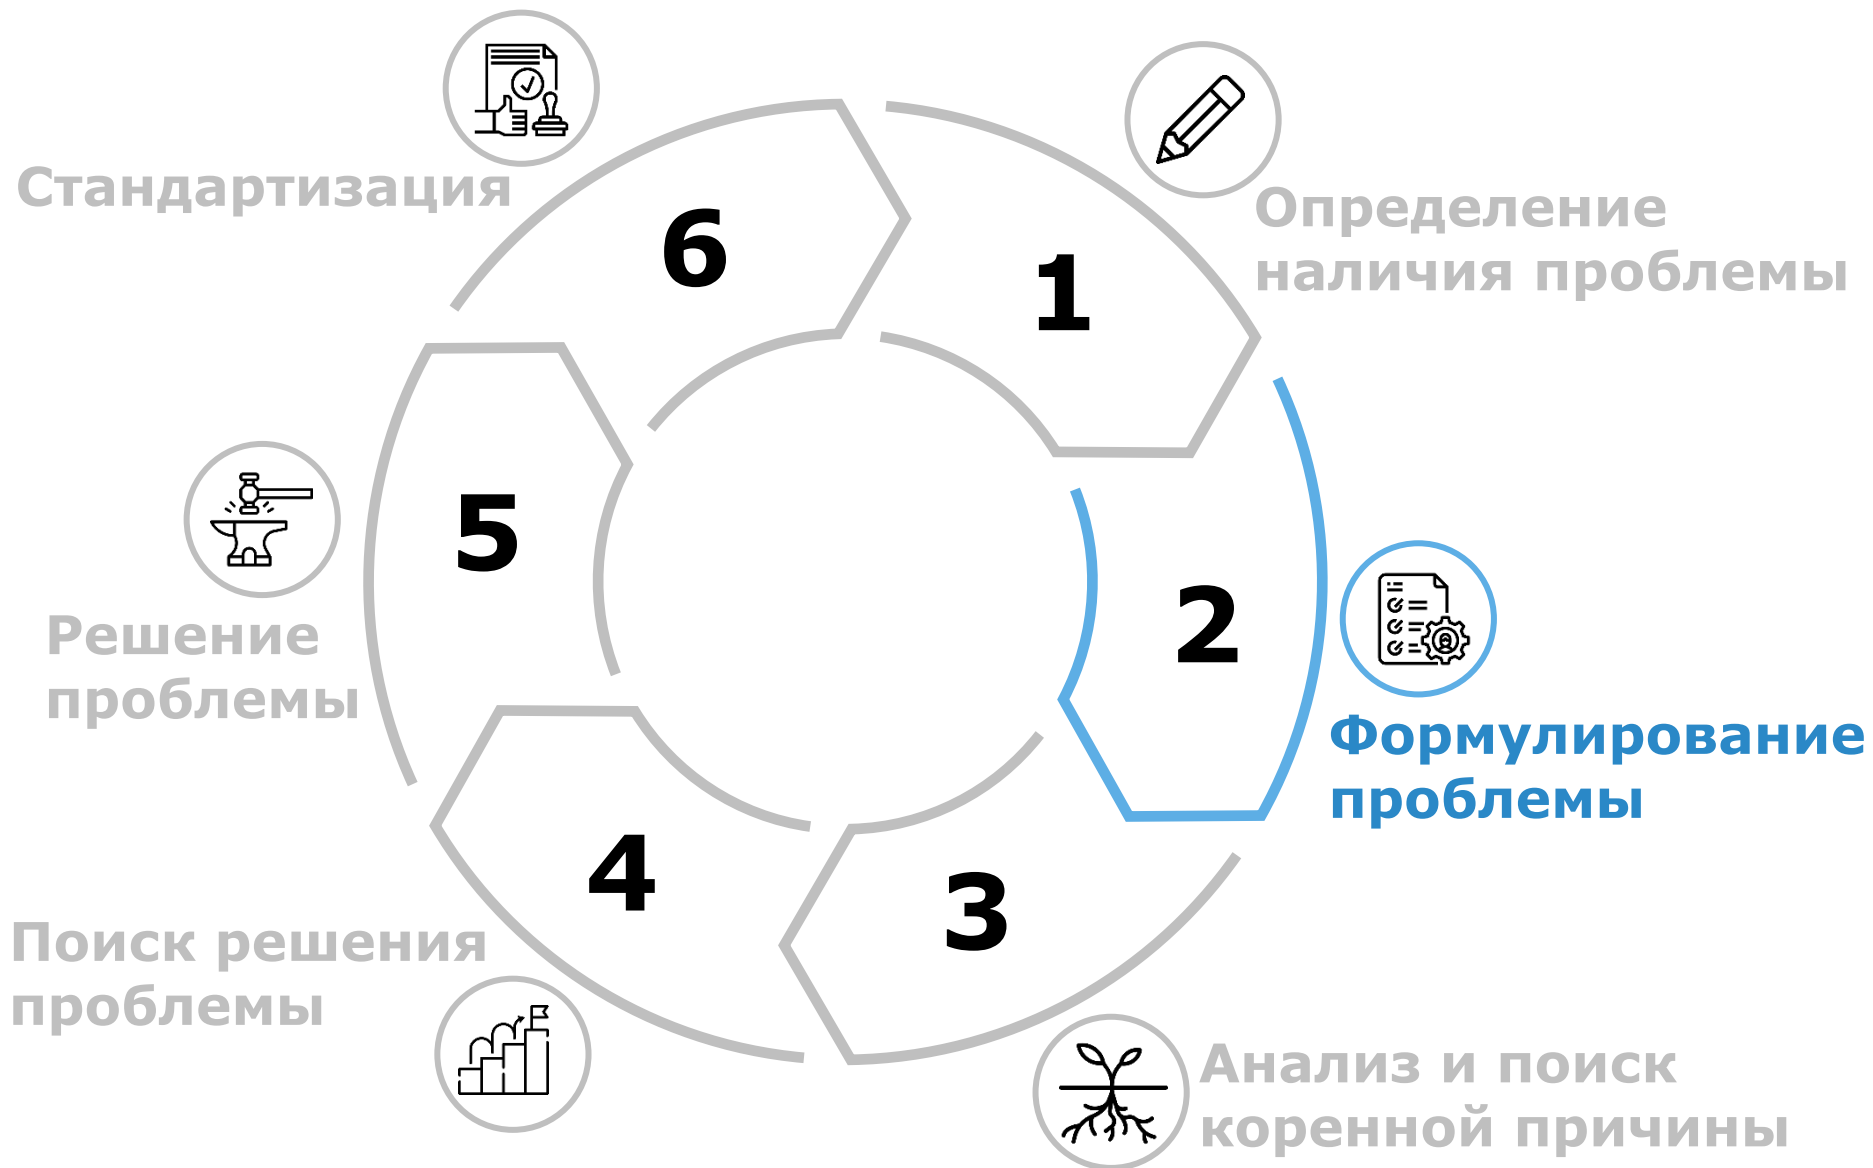 1
Определение
наличия проблемы
2
Формулирование
проблемы
3
Анализ и поиск
коренной причины
4
Поиск решения
проблемы
5
Решение
проблемы
6
Стандартизация